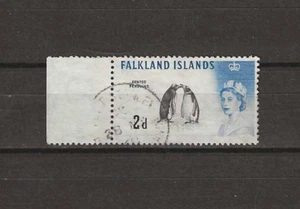 FALKLAND ISLANDS
GENTOO
PENGUINS
2d